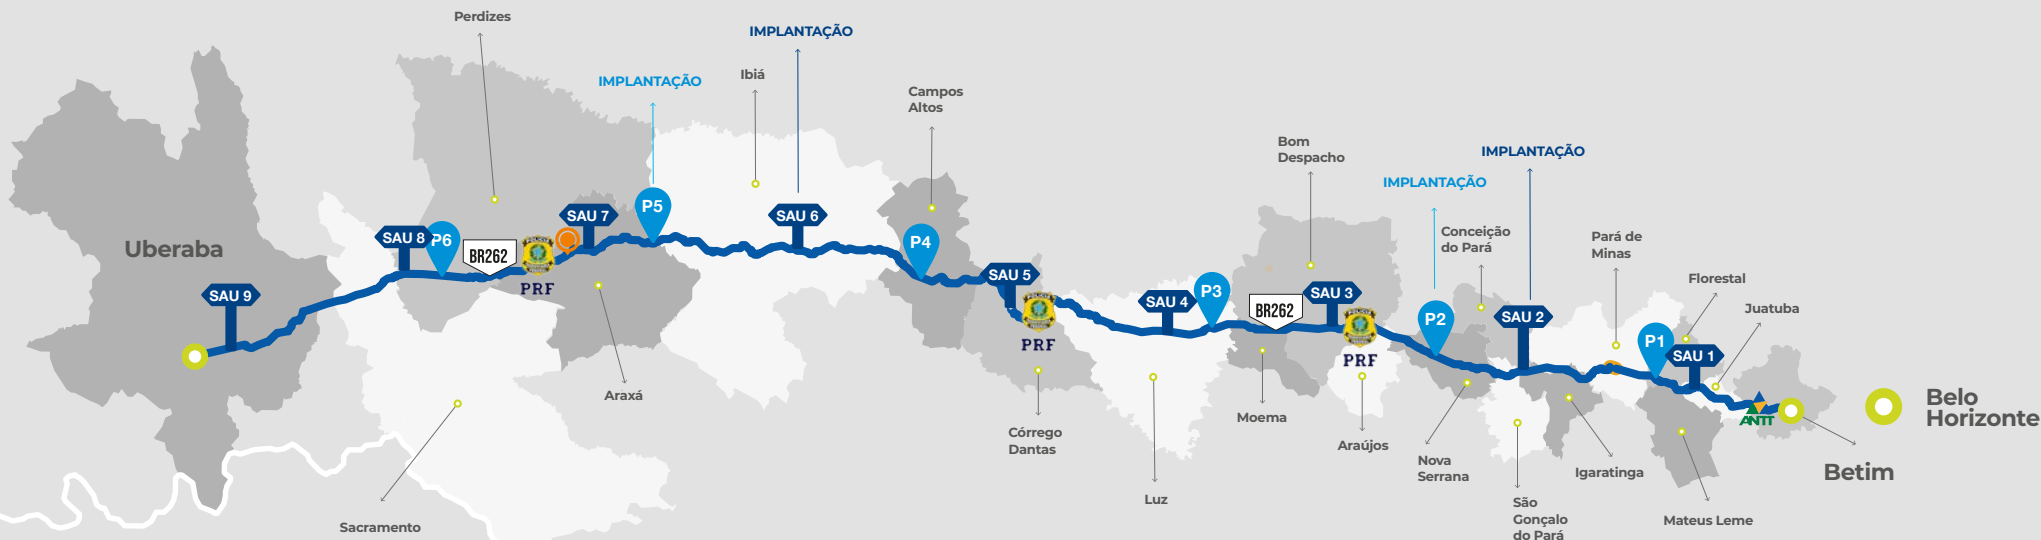 Perdizes
IMPLANTAÇÃO
IMPLANTAÇÃO
Ibiá
Campos
Altos
Bom
Despacho
IMPLANTAÇÃO
IMPLANTAÇÃO
Conceição
do Pará
Pará de
Minas
Florestal
Juatuba
Uberaba
SAU 9
SAU 8
P6
BR262
PRF
SAU 7
P5
SAU 6
P4
SAU 5
PRF
SAU 4
P3
BR262
SAU 3
PRF
P2
SAU 2
P1
SAU 1
ANTT
Belo
Horizonte
Betim
Sacramento
Araxá
Córrego
Dantas
Luz
Moema
Araújos
Nova
Serrana
São
Gonçalo
do Pará
Igaratinga
Mateus Leme